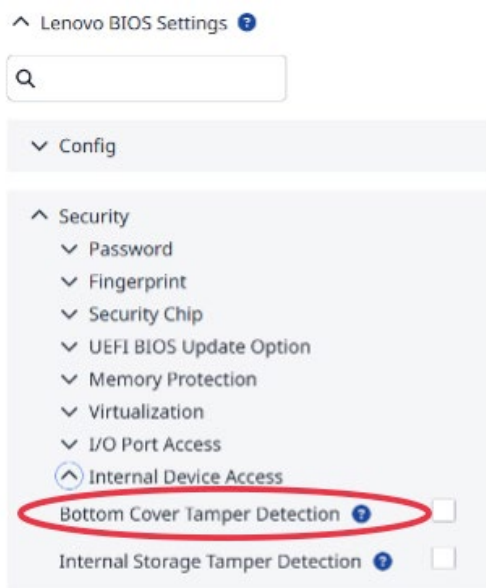 Lenovo BIOS Settings ?
Config
Security
Password
Fingerprint
Security Chip
UEFI BIOS Update Option
Memory Protection
Virtualization
I/O Port Access
Internal Device Access
Bottom Cover Tamper Detection ?
Internal Storage Tamper Detection ?